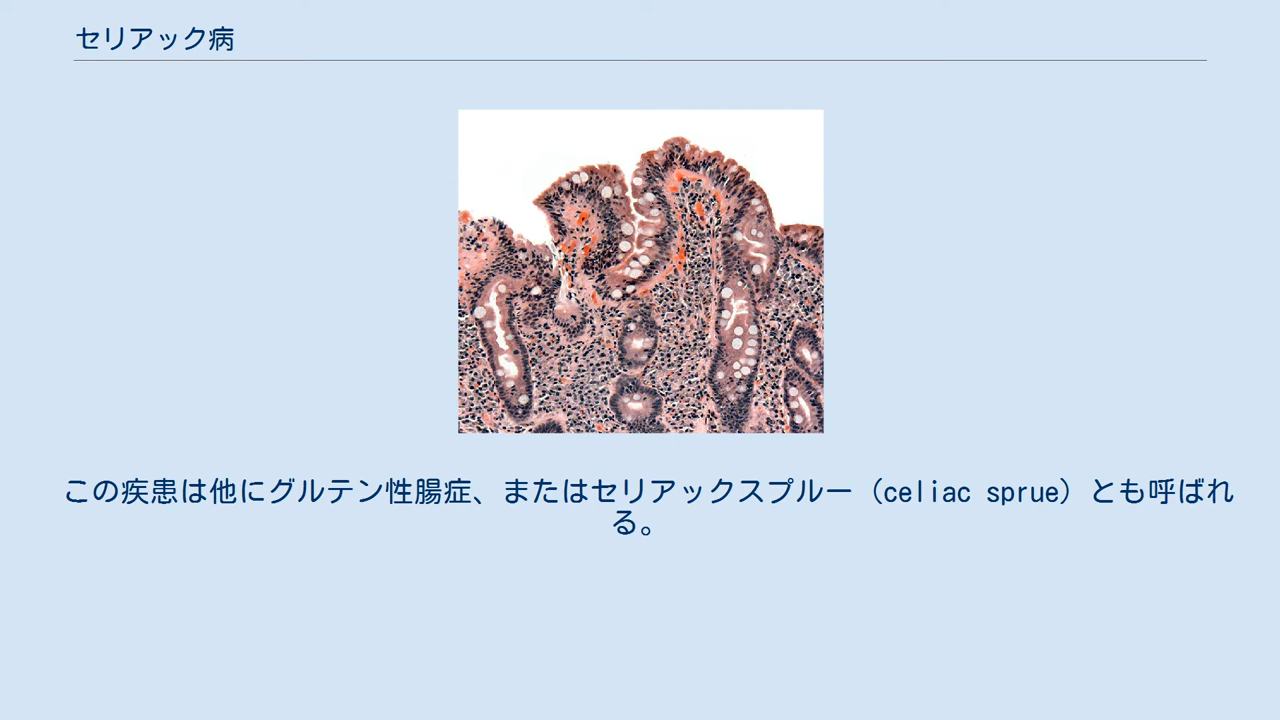 セリアック病
この疾患は他にグルテン性腸症、またはセリアックスプルー（celiac sprue）とも呼ばれ
る。